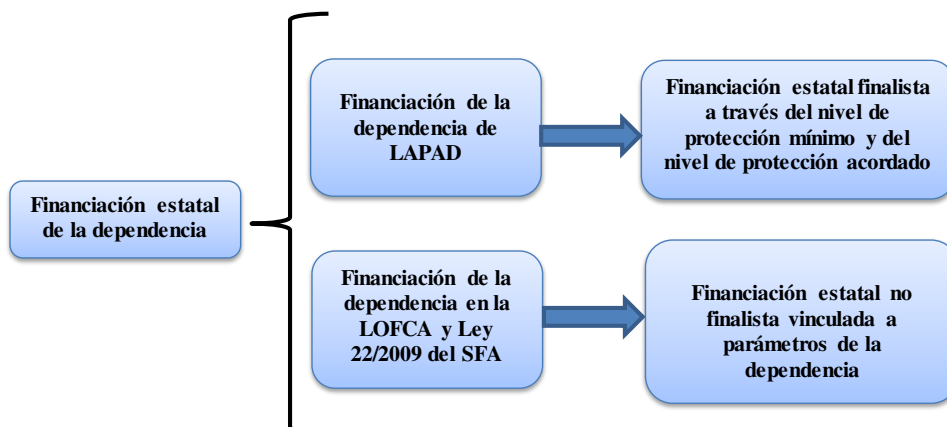 Financiación estatal
de la dependencia
Financiación de la
dependencia de
LAPAD
Financiación estatal finalista
a través del nivel de
protección mínimo y del
nivel de protección acordado
Financiación de la
dependencia en la
LOFCA y Ley
22/2009 del SFA
Financiación estatal no
finalista vinculada a
parámetros de la
dependencia